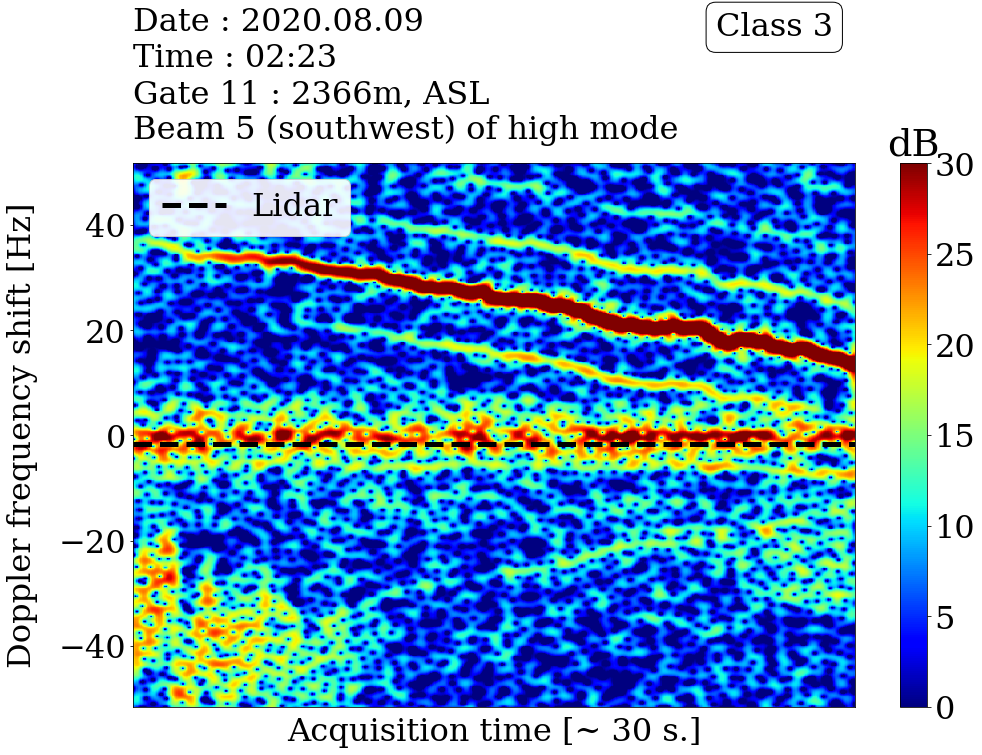 Date : 2020.08.09
Time : 02:23
Gate 11 : 2366m, ASL
Beam 5 (southwest) of high mode
Class 3
dB
Lidar
Doppler frequency shift [Hz]
40
20
0
−20
−40
30
25
20
15
10
5
0
Acquisition time [~ 30 s.]